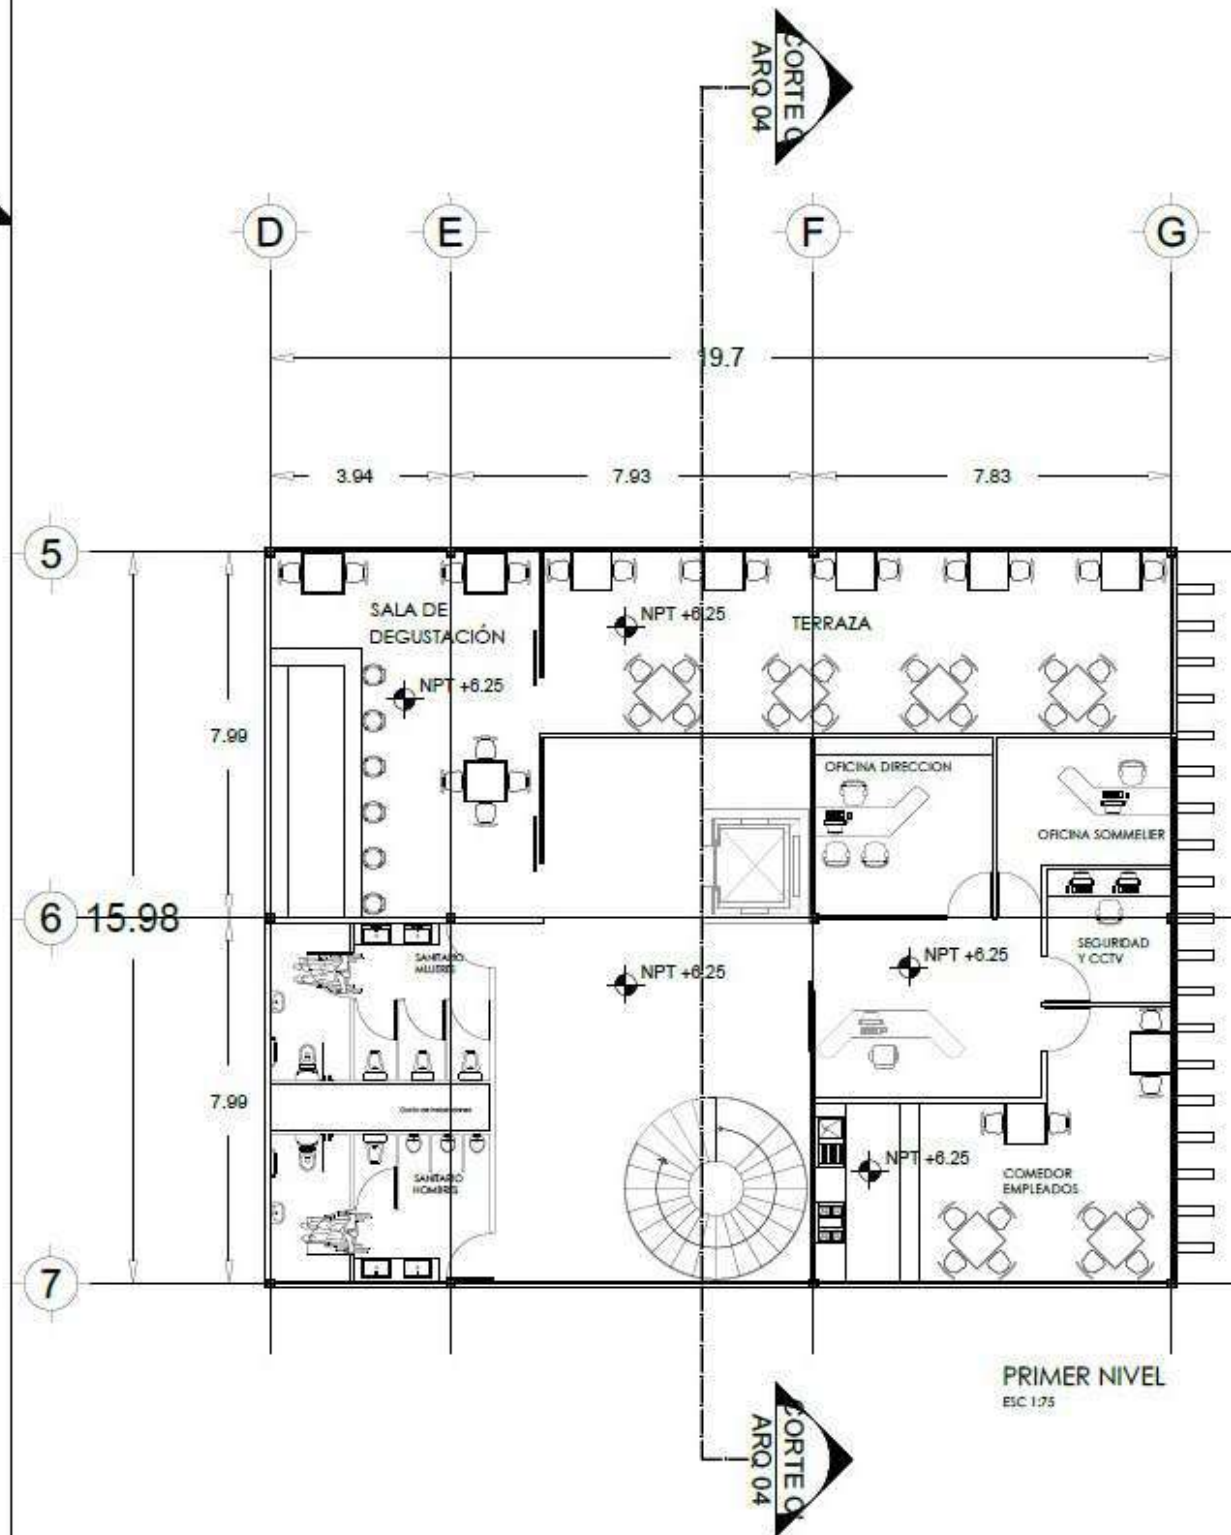 CORTE C
ARQ 04
D
E
F
G
19.7
3.94
7.93
7.83
5
SALA DE
DEGUSTACIÓN
NPT +6.25
TERRAZA
NPT +6.25
7.99
OFICINA DIRECCION
OFICINA SOMMELIER
6
15.98
SANITARIO
MUJERES
NPT +6.25
NPT +6.25
SEGURIDAD
Y CCTV
7.99
SANITARIO
HOMBRES
NPT +6.25
COMEDOR
EMPLEADOS
7
PRIMER NIVEL
ESC 1:75
CORTE C'
ARQ 04